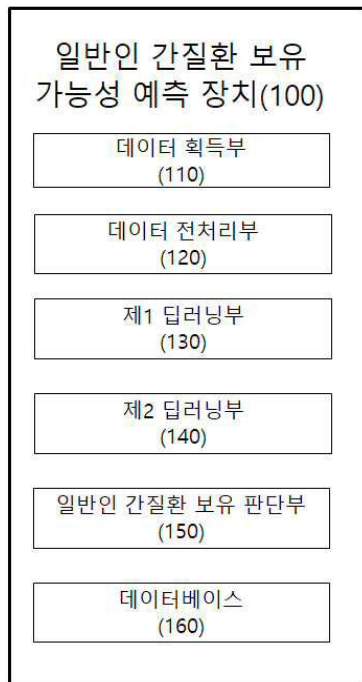 일반인 간질환 보유
가능성 예측 장치(100)
데이터 획득부
(110)
데이터 전처리부
(120)
제1 딥러닝부
(130)
제2 딥러닝부
(140)
일반인 간질환 보유 판단부
(150)
데이터베이스
(160)